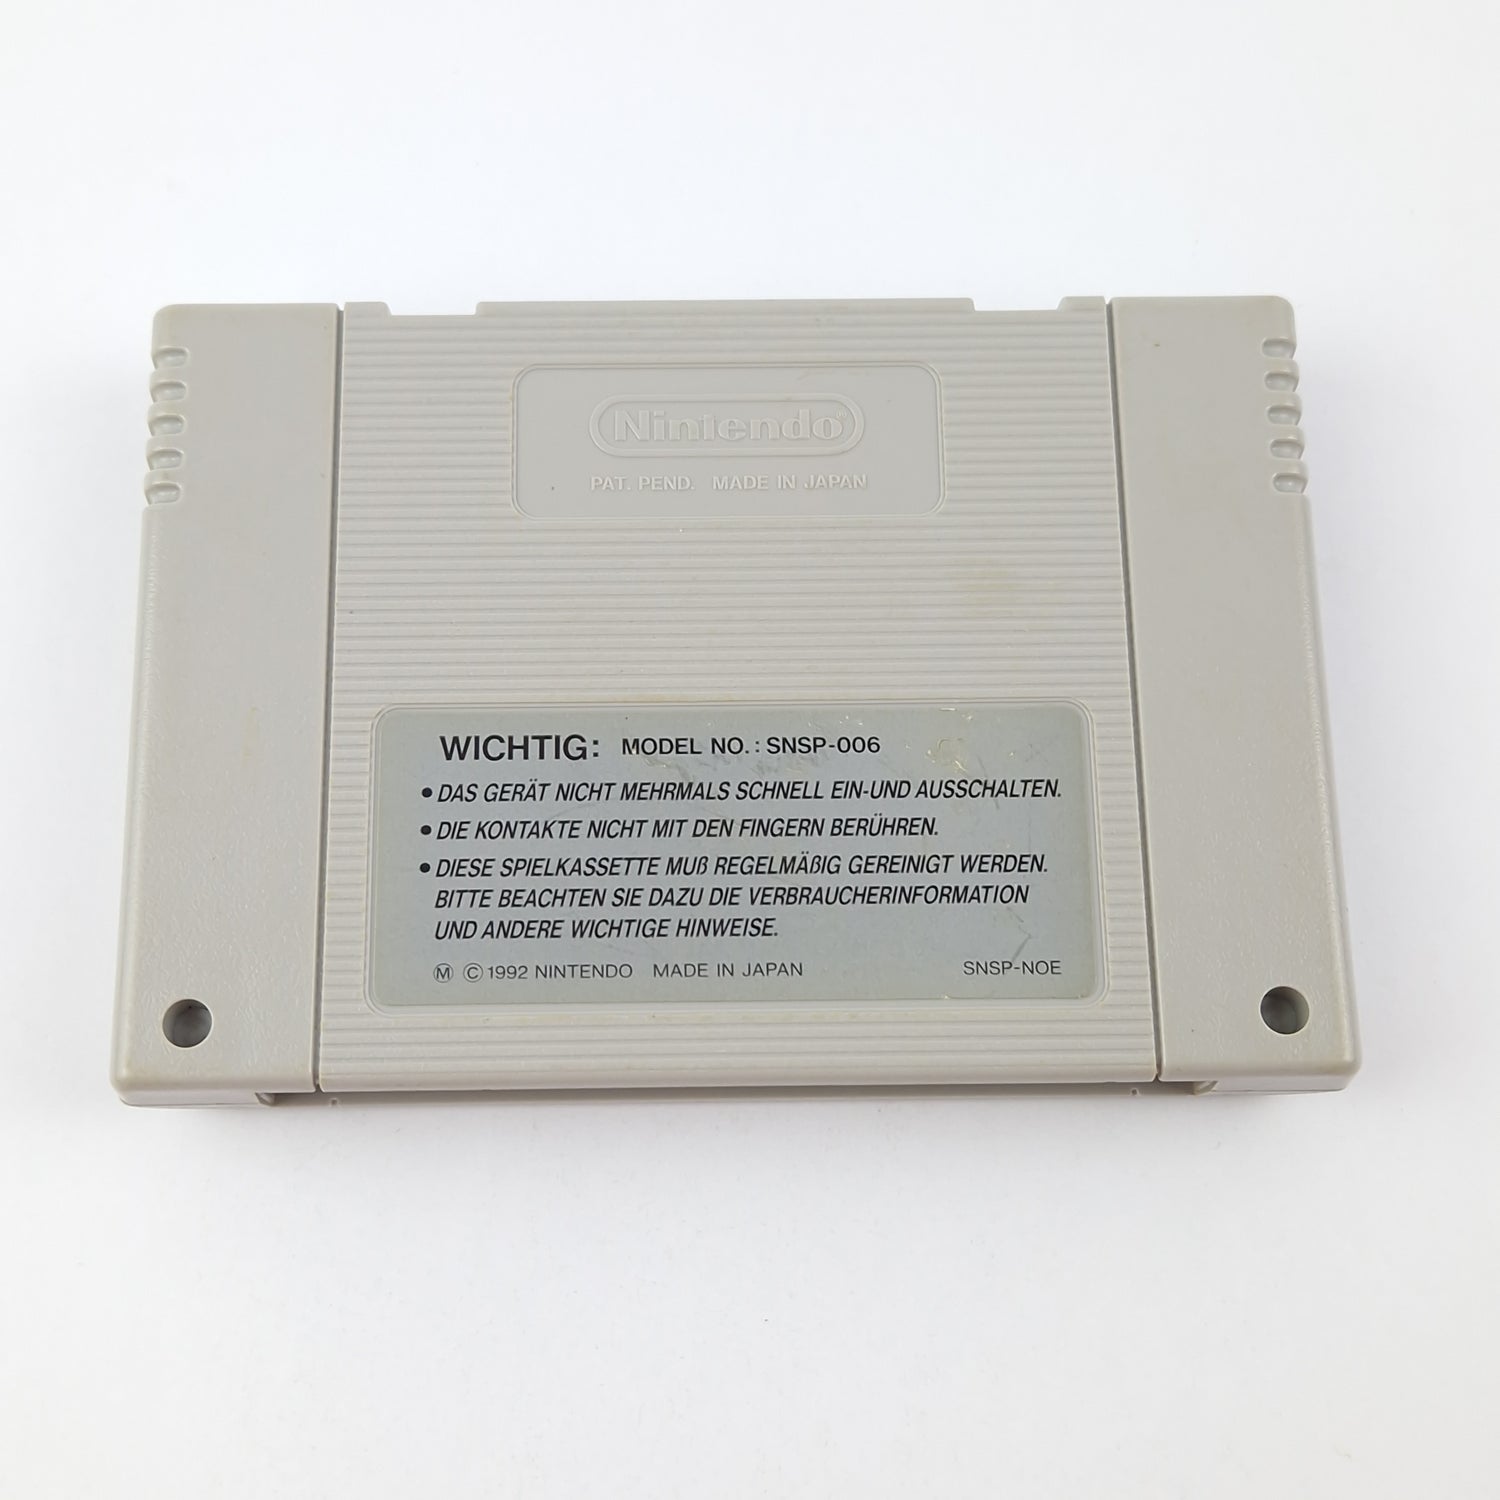 Nintendo®
PAT. PEND. MADE IN JAPAN
WICHTIG: MODEL NO.: SNSP-006
• DAS GERÄT NICHT MEHRMALS SCHNELL EIN-UND AUSSCHALTEN.
• DIE KONTAKTE NICHT MIT DEN FINGERN BERÜHREN.
• DIESE SPIELKASSETTE MUß REGELMÄßIG GEREINIGT WERDEN.
BITTE BEACHTEN SIE DAZU DIE VERBRAUCHERINFORMATION
UND ANDERE WICHTIGE HINWEISE.
Ⓜ © 1992 NINTENDO MADE IN JAPAN SNSP-NOE